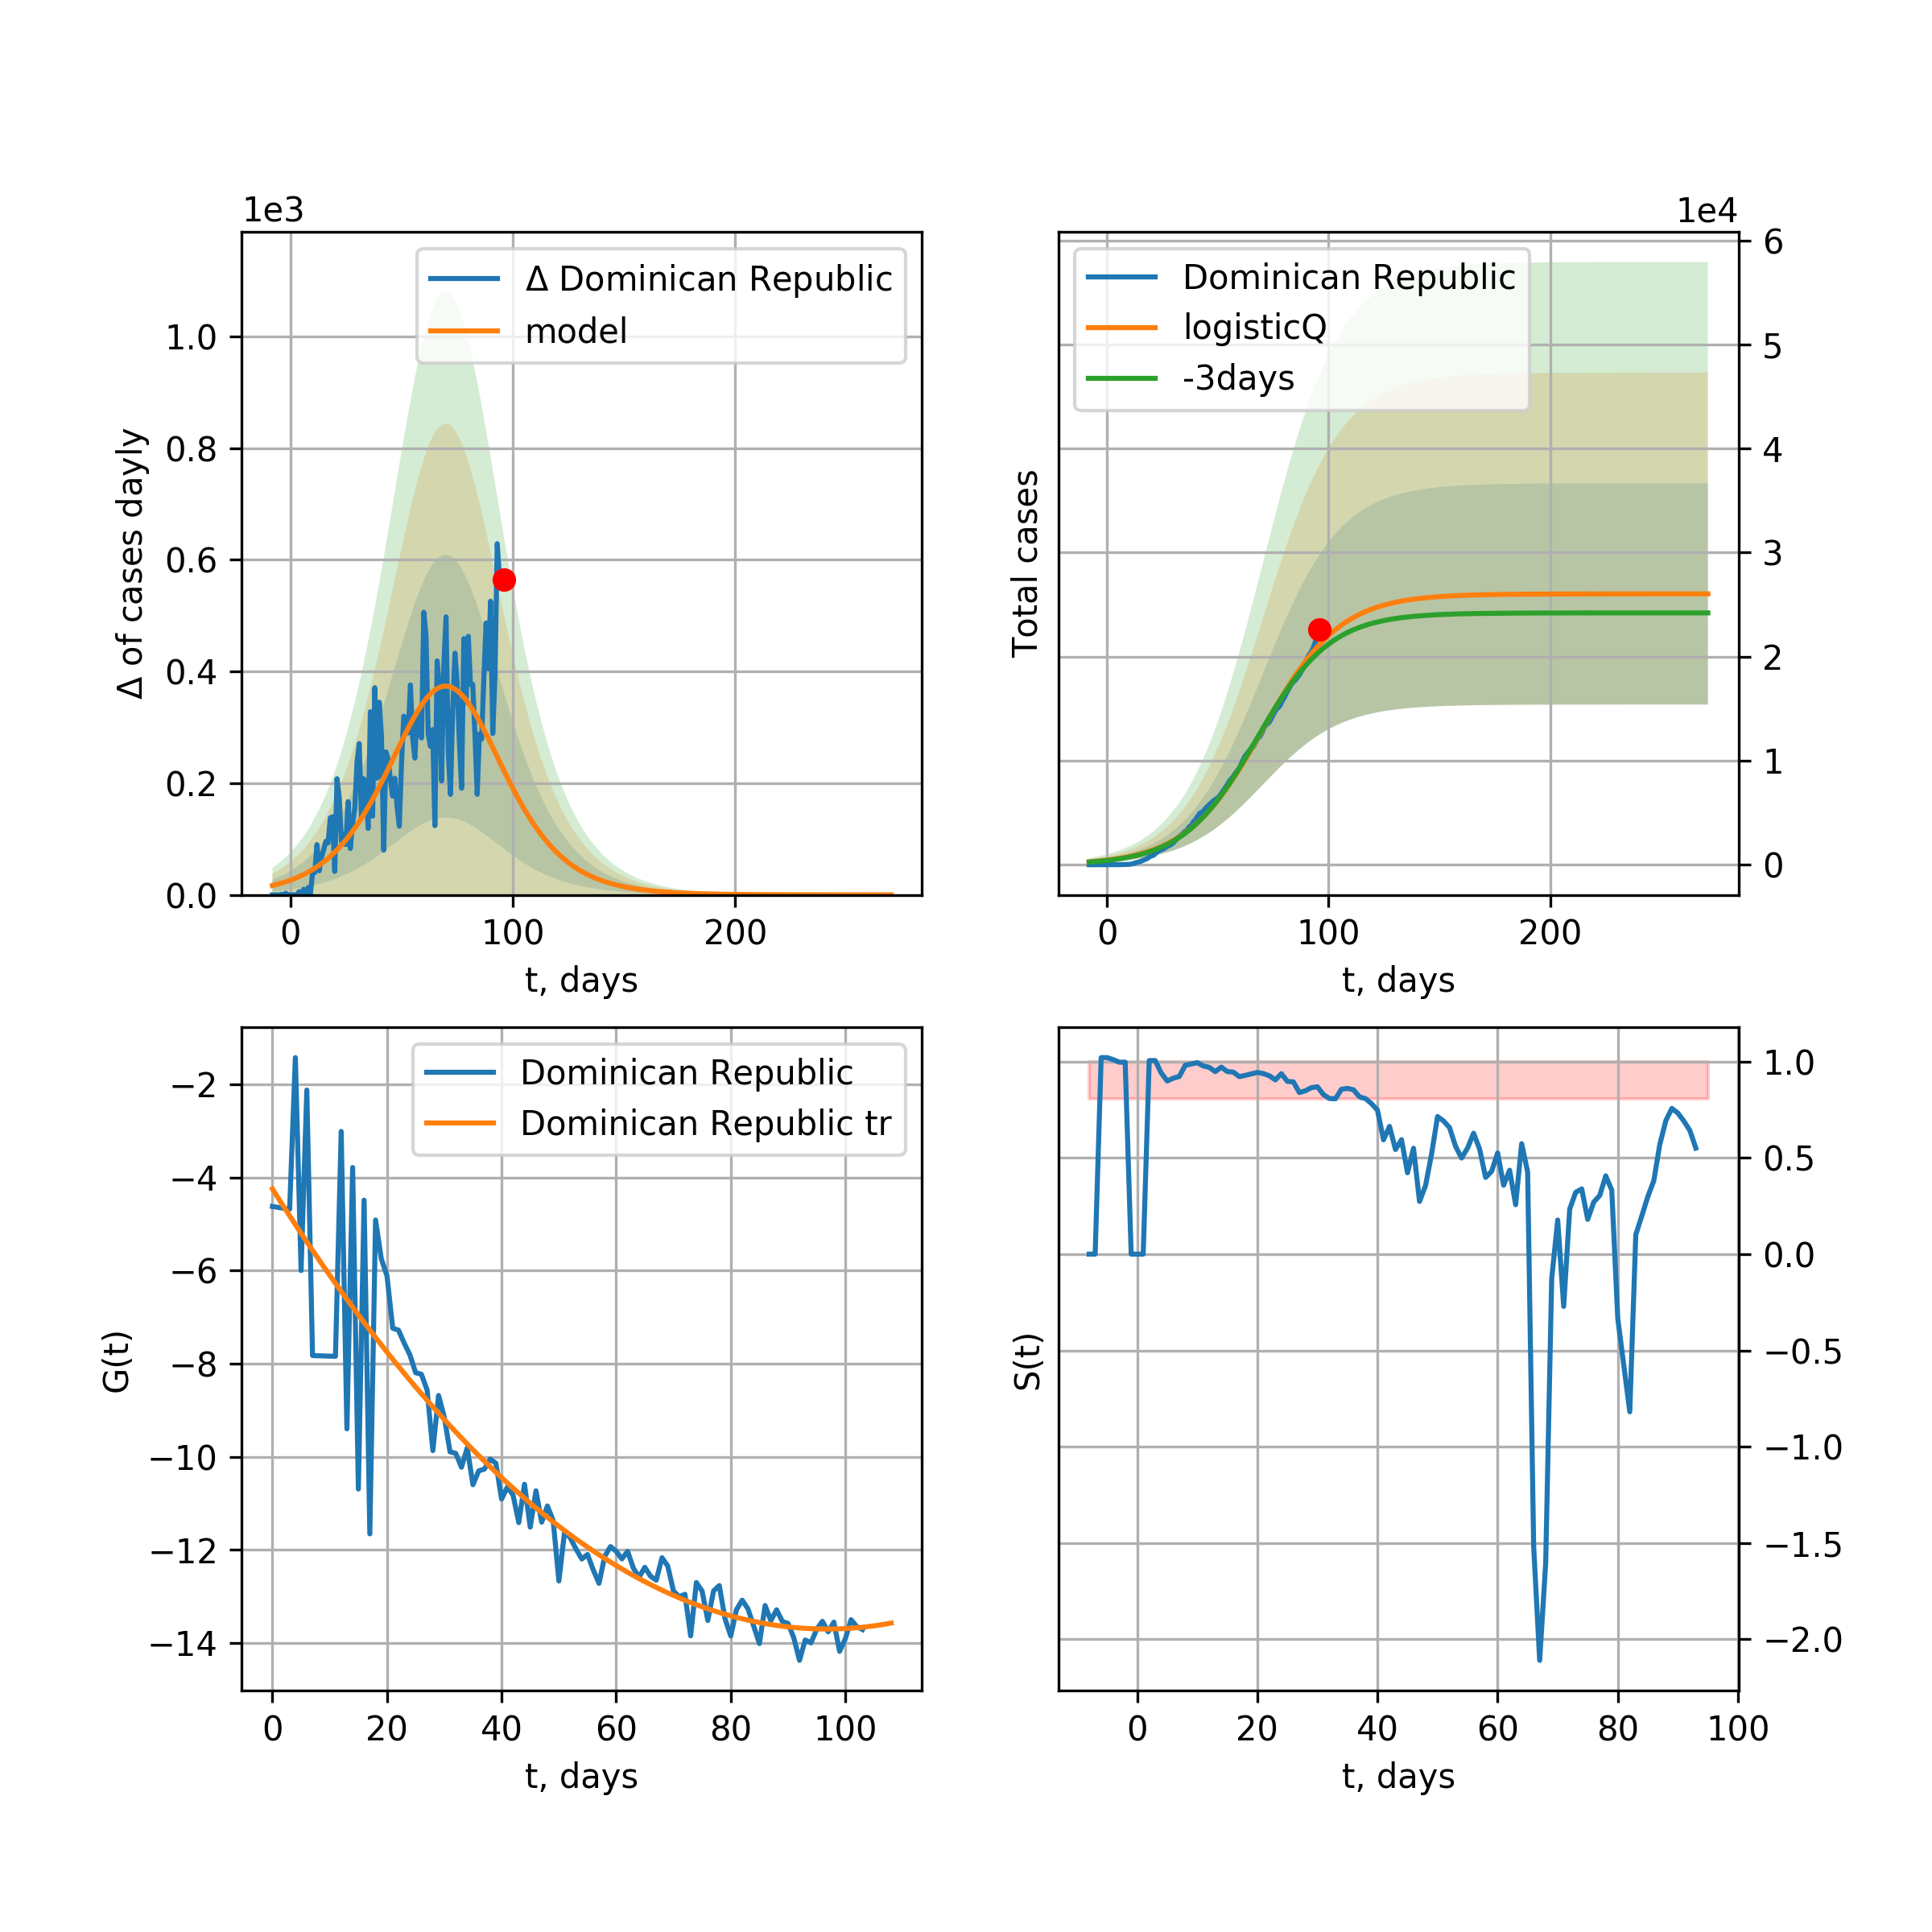 1e3
Δ Dominican Republic
model
1.0
0.8
0.6
0.4
0.2
0.0
Δ of cases dayly
0 100 200
t, days
1e4
Dominican Republic
logisticQ
-3days
6
5
4
3
2
1
0
Total cases
0 100 200
t, days
Dominican Republic
Dominican Republic tr
−2
−4
−6
−8
−10
−12
−14
G(t)
0 20 40 60 80 100
t, days
1.0
0.5
0.0
−0.5
−1.0
−1.5
−2.0
S(t)
0 20 40 60 80 100
t, days